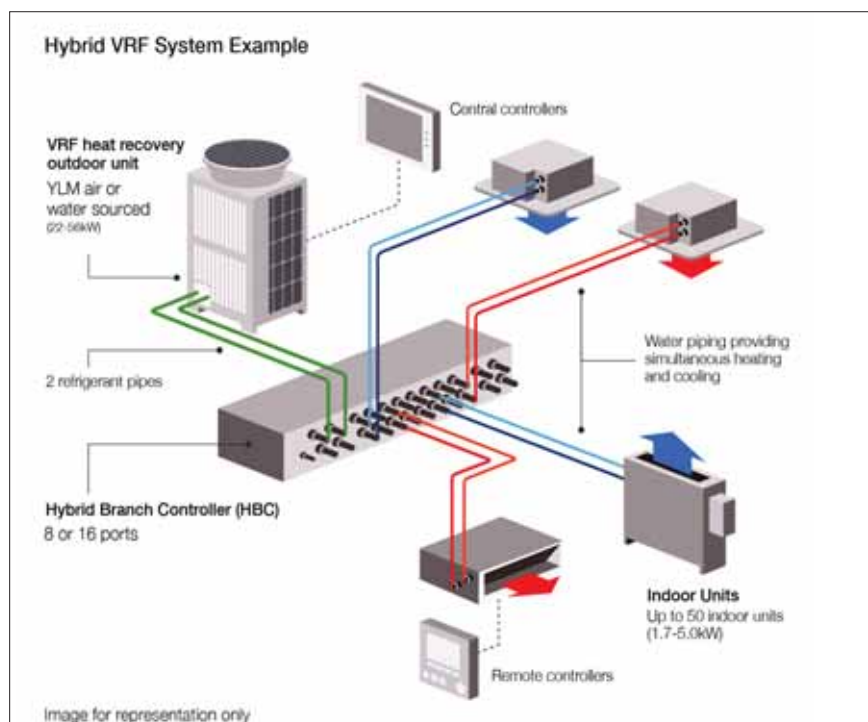 Hybrid VRF System Example
Central controllers
VRF heat recovery
outdoor unit
YLM air or
water sourced
(22-56kW)
2 refrigerant pipes
Water piping providing
simultaneous heating
and cooling
Hybrid Branch Controller (HBC)
8 or 16 ports
Indoor Units
Up to 50 indoor units
(1.7-5.0kW)
Remote controllers
Image for representation only